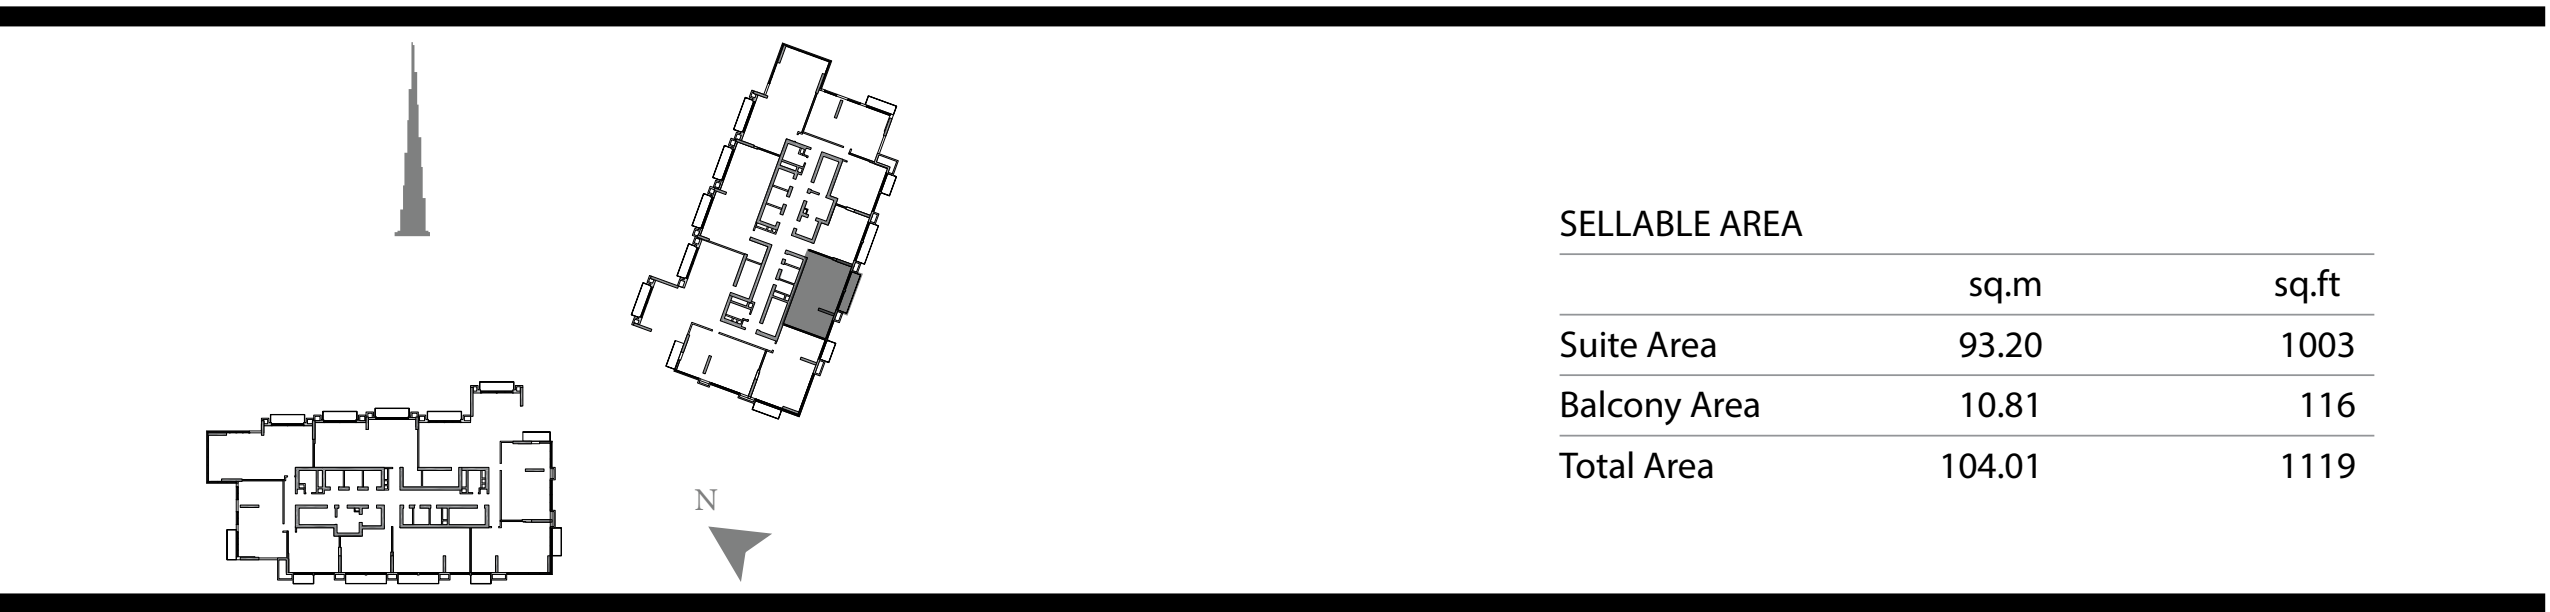 SELLABLE AREA
sq.m sq.ft
Suite Area 93.20 1003
Balcony Area 10.81 116
Total Area 104.01 1119
N